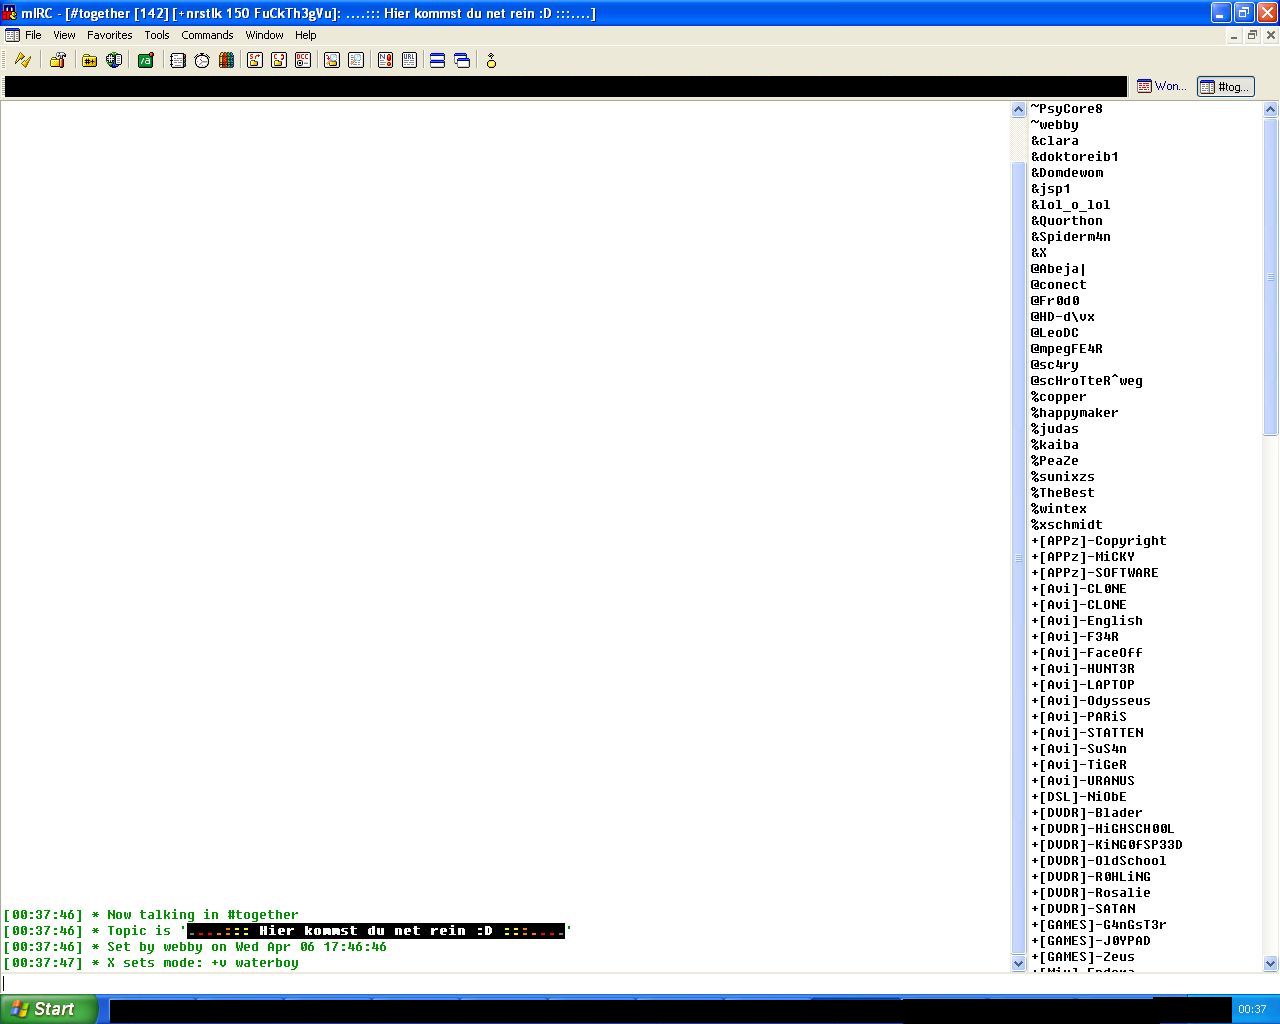 mIRC - [#together [142] [+nrstlk 150 FuCkTh3gVu]: ....::: Hier kommst du net rein :D :::....]
File View Favorites Tools Commands Window Help
Won... #tog...
~PsyCore8
~webby
&clara
&doktoreib1
&Domdewom
&jsp1
&lol_o_lol
&Quorthon
&Spiderm4n
&X
@Abeja|
@conect
@Fr0d0
@HD-d\vx
@LeoDC
@mpegFE4R
@sc4ry
@scHroTteR^weg
%copper
%happymaker
%judas
%kaiba
%PeaZe
%sunixzs
%TheBest
%wintex
%xschmidt
+[APPz]-Copyright
+[APPz]-MiCKY
+[APPz]-SOFTWARE
+[Avi]-CL0NE
+[Avi]-CLONE
+[Avi]-English
+[Avi]-F34R
+[Avi]-FaceOff
+[Avi]-HUNT3R
+[Avi]-LAPTOP
+[Avi]-Odysseus
+[Avi]-PARiS
+[Avi]-STATTEN
+[Avi]-SuS4n
+[Avi]-TiGeR
+[Avi]-URANUS
+[DSL]-NiObE
+[DVDR]-Blader
+[DVDR]-HiGHSCH00L
+[DVDR]-KiNG0fSP33D
+[DVDR]-OldSchool
+[DVDR]-R0HLiNG
+[DVDR]-Rosalie
+[DVDR]-SATAN
+[GAMES]-G4nGsT3r
+[GAMES]-J0YPAD
+[GAMES]-Zeus
[00:37:46] * Now talking in #together
[00:37:46] * Topic is '....::: Hier kommst du net rein :D :::....'
[00:37:46] * Set by webby on Wed Apr 06 17:46:46
[00:37:47] * X sets mode: +v waterboy
Start
00:37